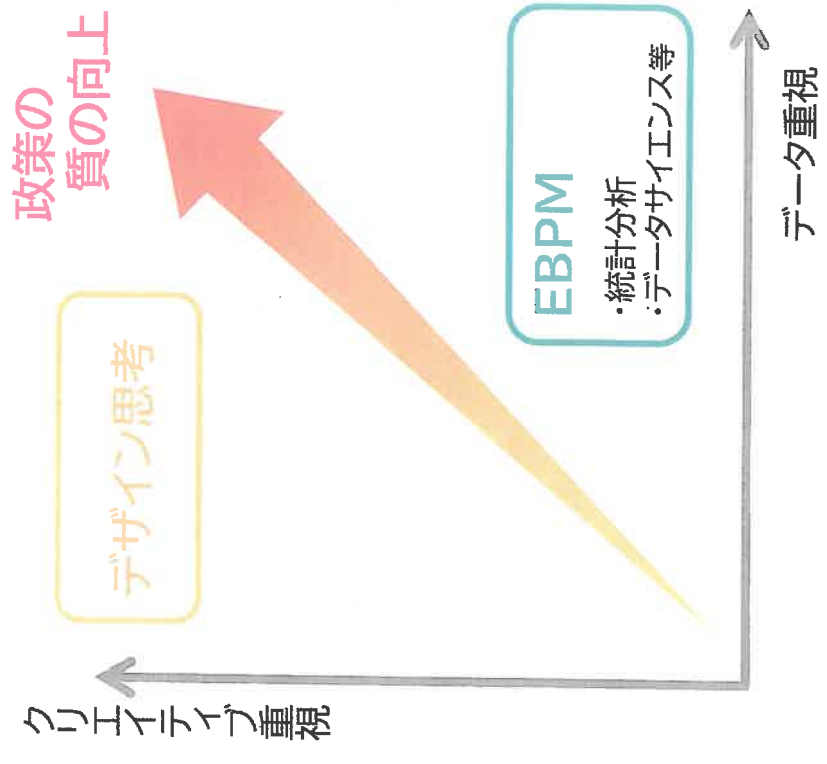 政策の
質の向上
デザイン思考
EBPM
・統計分析
・データサイエンス等
クリエイティブ重視
データ重視